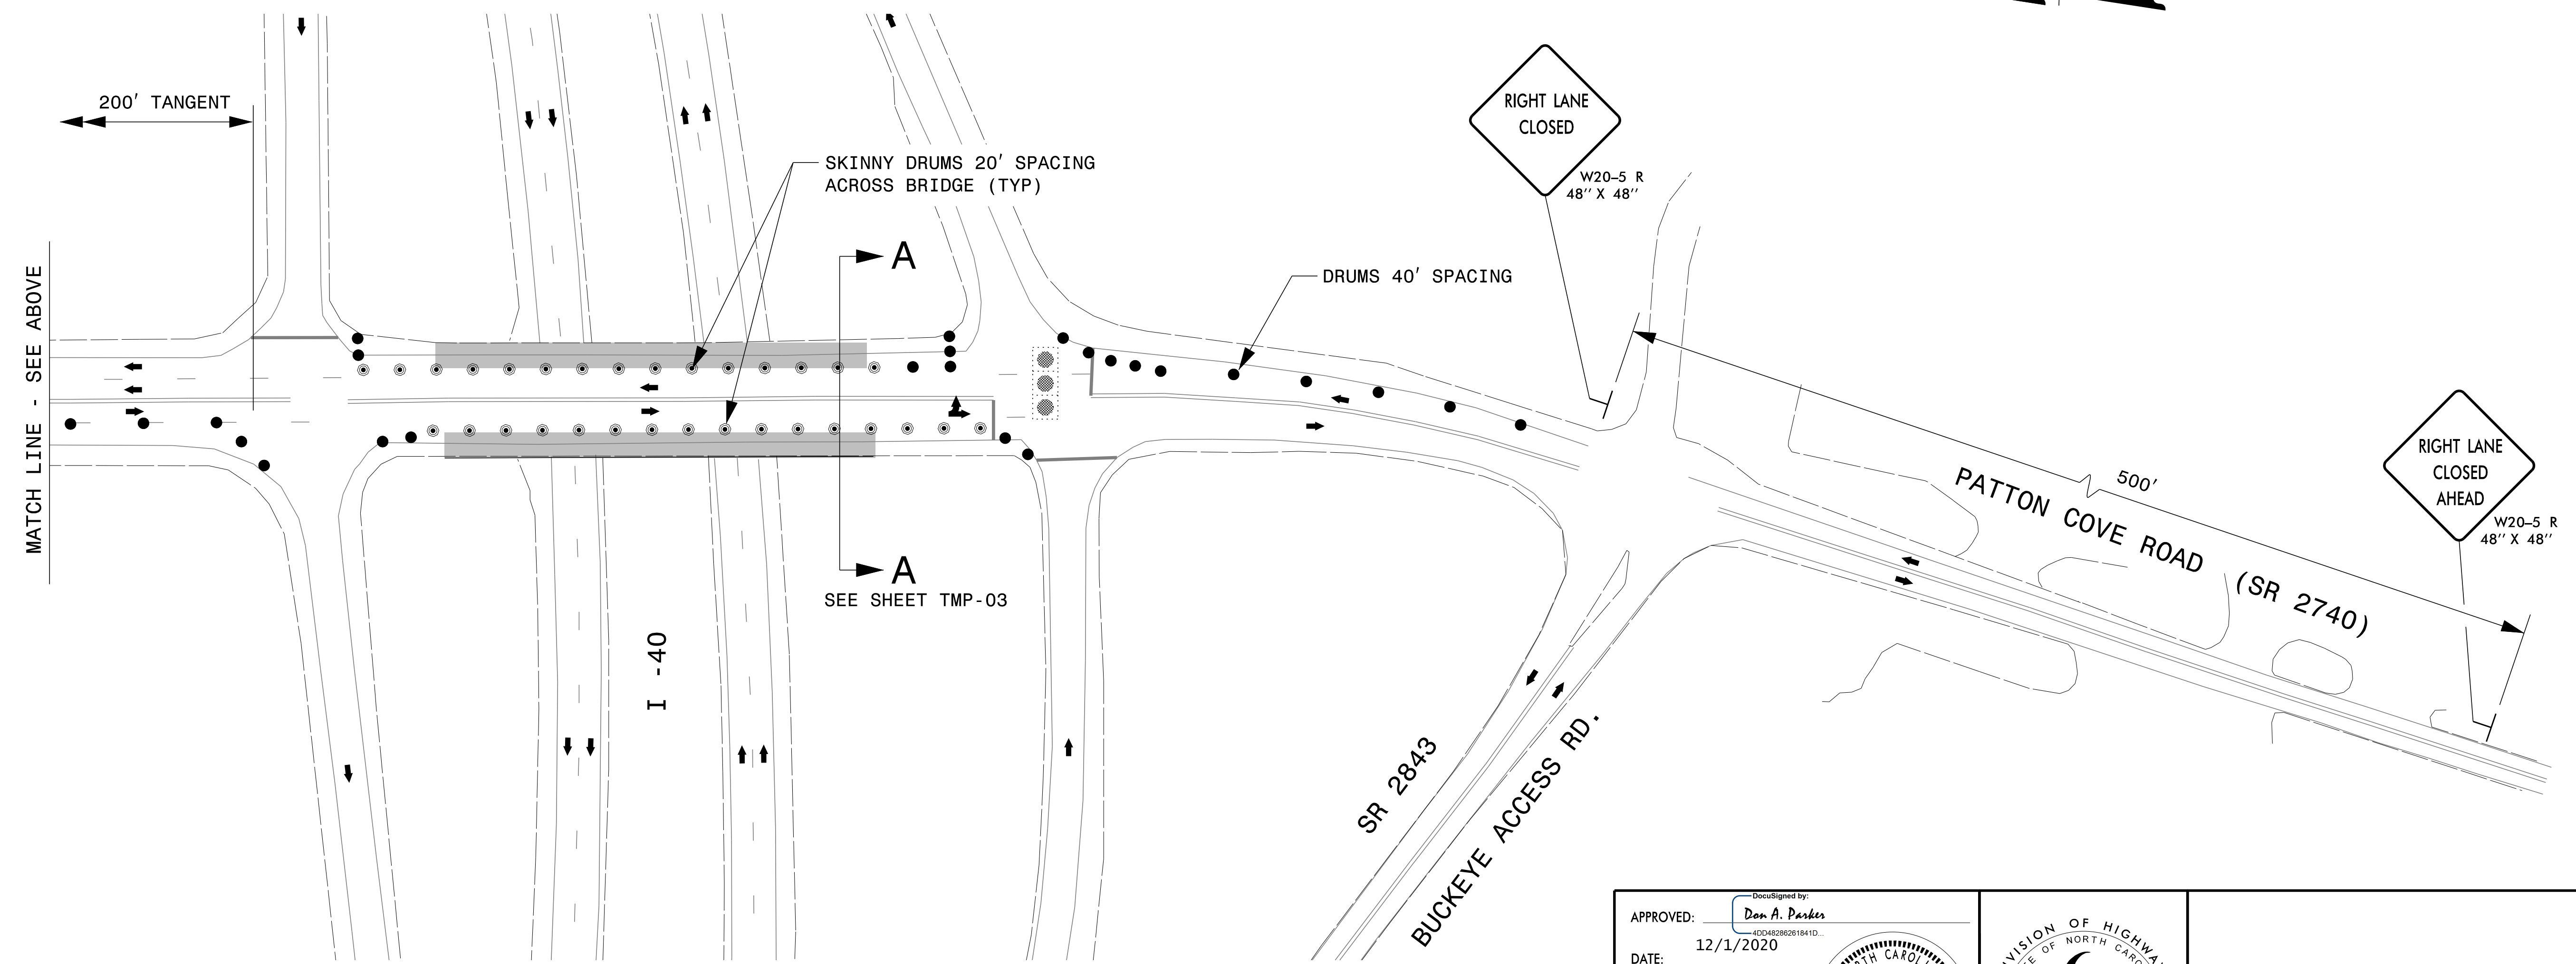 200' TANGENT
MATCH LINE - SEE ABOVE
SKINNY DRUMS 20' SPACING
ACROSS BRIDGE (TYP)
A
A
SEE SHEET TMP-03
I -40
DRUMS 40' SPACING
RIGHT LANE
CLOSED
W20–5 R
48" X 48"
500'
PATTON COVE ROAD (SR 2740)
RIGHT LANE
CLOSED
AHEAD
W20–5 R
48" X 48"
SR 2843
BUCKEYE ACCESS RD.
DocuSigned by:
APPROVED: Don A. Parker
4DD48286261841D...
12/1/2020
DATE: